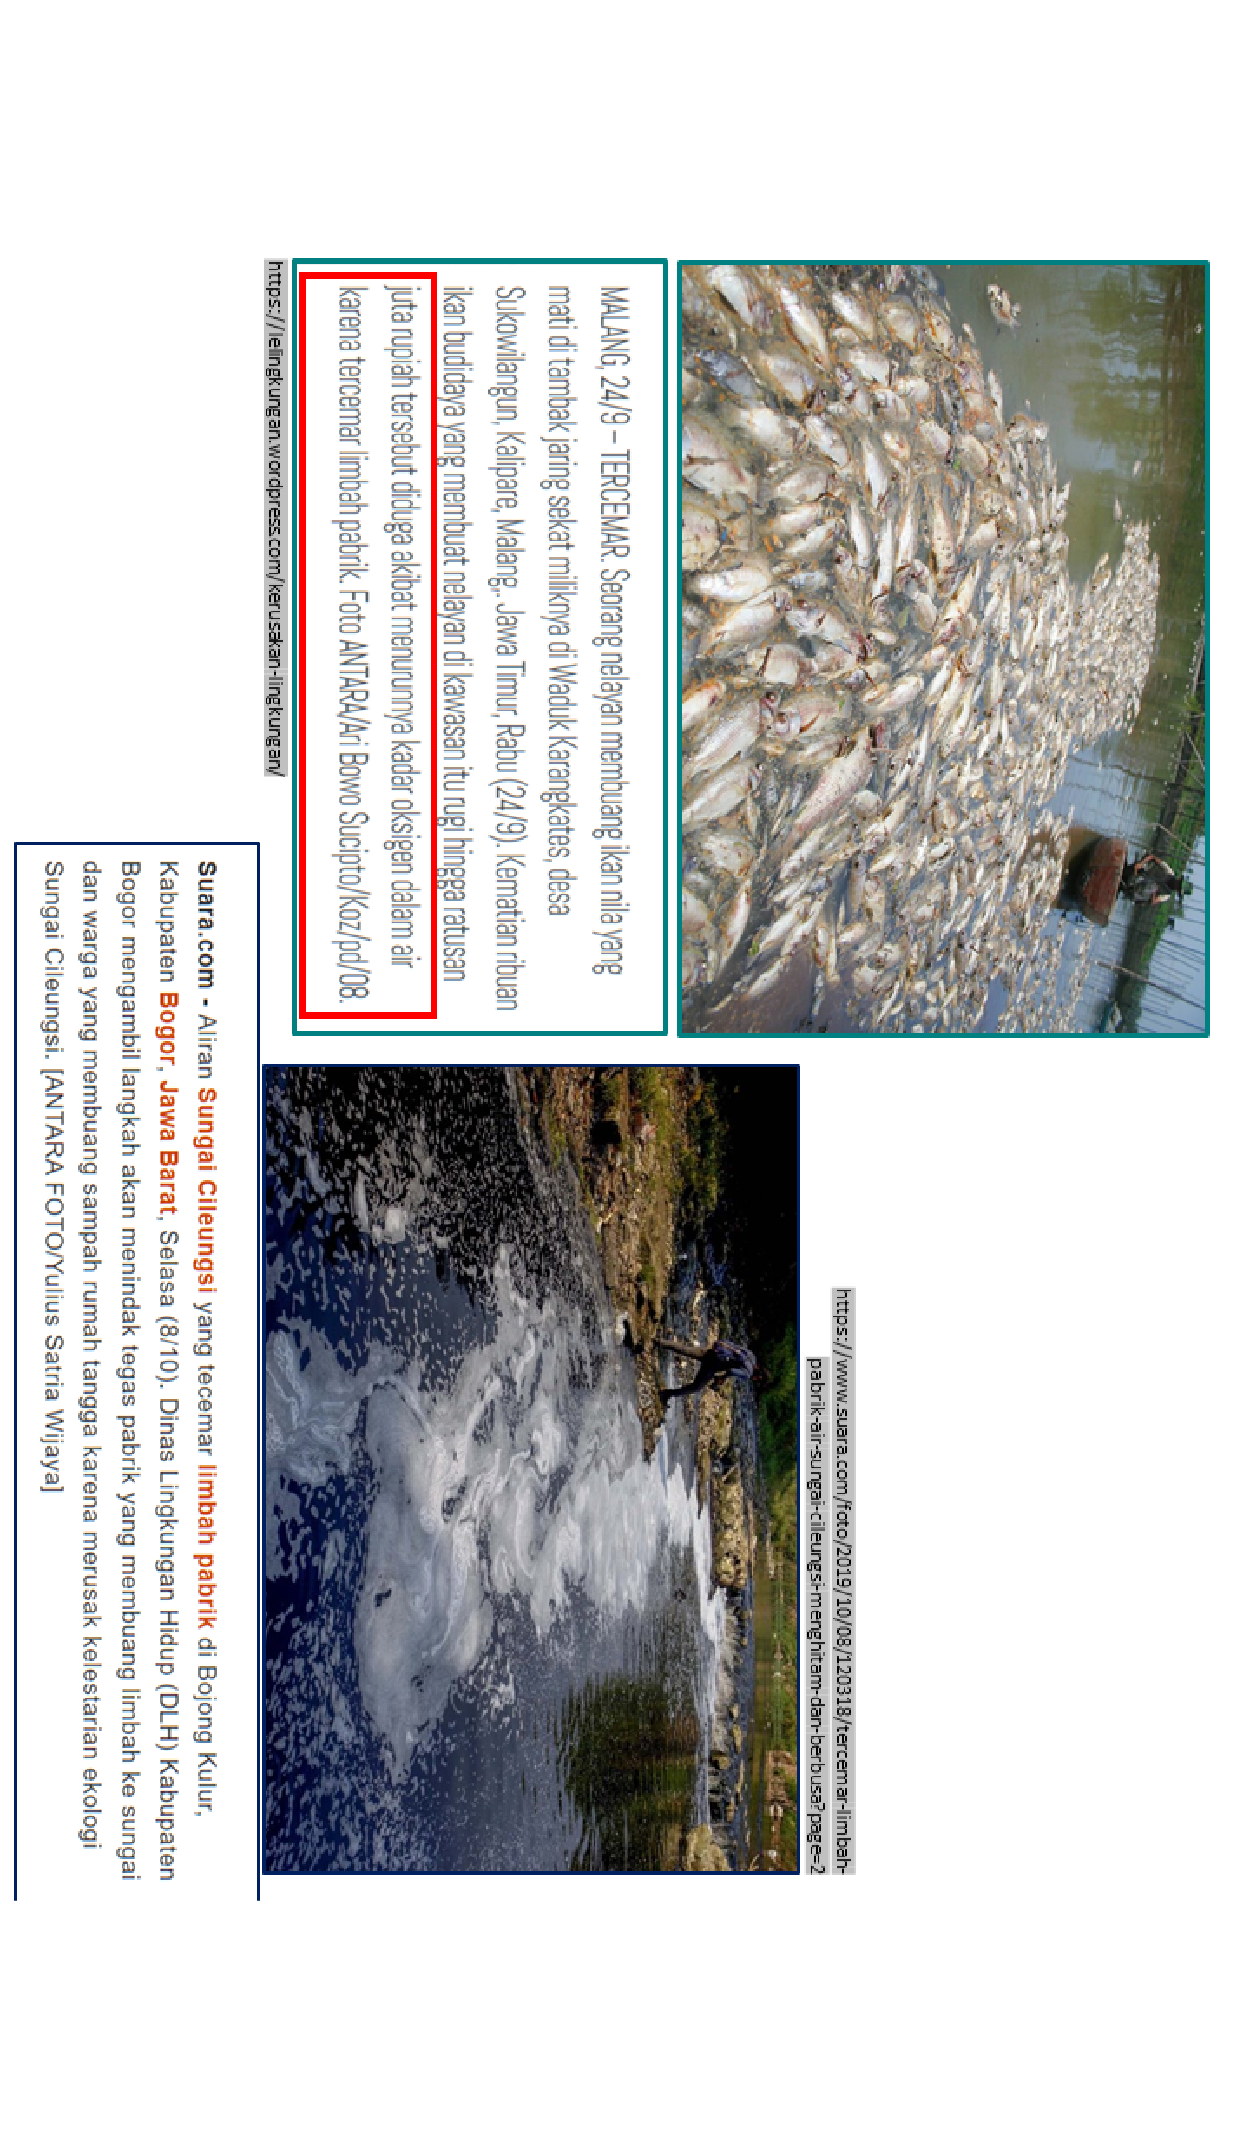 MALANG, 24/9 – TERCEMAR. Seorang nelayan membuang ikan nila yang
mati di tambak jaring sekat miliknya di Waduk Karangkates, desa
Sukowilangun, Kalipare, Malang,. Jawa Timur, Rabu (24/9). Kematian ribuan
ikan budidaya yang membuat nelayan di kawasan itu rugi hingga ratusan
juta rupiah tersebut diduga akibat menurunnya kadar oksigen dalam air
karena tercemar limbah pabrik. Foto ANTARA/Ari Bowo Sucipto/Koz/pd/08.
https://lelingkungan.wordpress.com/kerusakan-lingkungan/
https://www.suara.com/foto/2019/10/08/120318/tercemar-limbah-
pabrik-air-sungai-cileungsi-menghitam-dan-berbusa?page=2
Suara.com - Aliran Sungai Cileungsi yang tecemar limbah pabrik di Bojong Kulur,
Kabupaten Bogor, Jawa Barat, Selasa (8/10). Dinas Lingkungan Hidup (DLH) Kabupaten
Bogor mengambil langkah akan menindak tegas pabrik yang membuang limbah ke sungai
dan warga yang membuang sampah rumah tangga karena merusak kelestarian ekologi
Sungai Cileungsi. [ANTARA FOTO/Yulius Satria Wijaya]